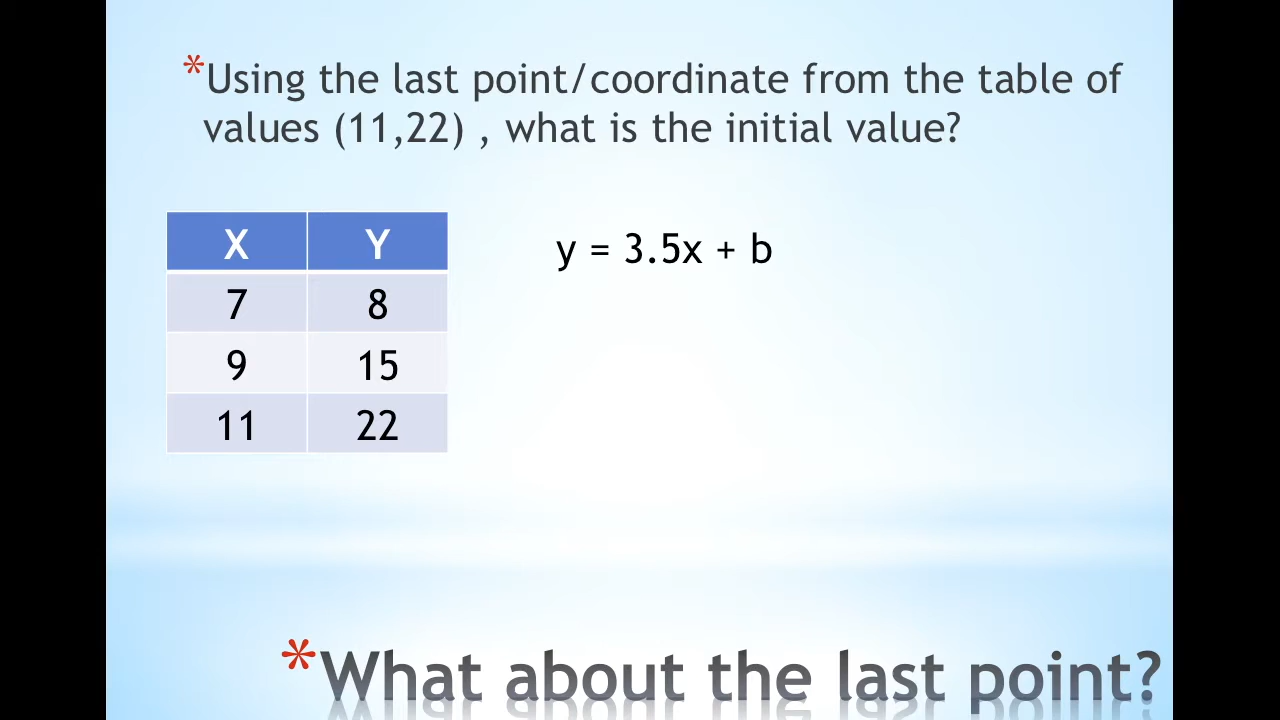 *Using the last point/coordinate from the table of
values (11,22) , what is the initial value?
X Y
y = 3.5x + b
7 8
9 15
11 22
*What about the last point?